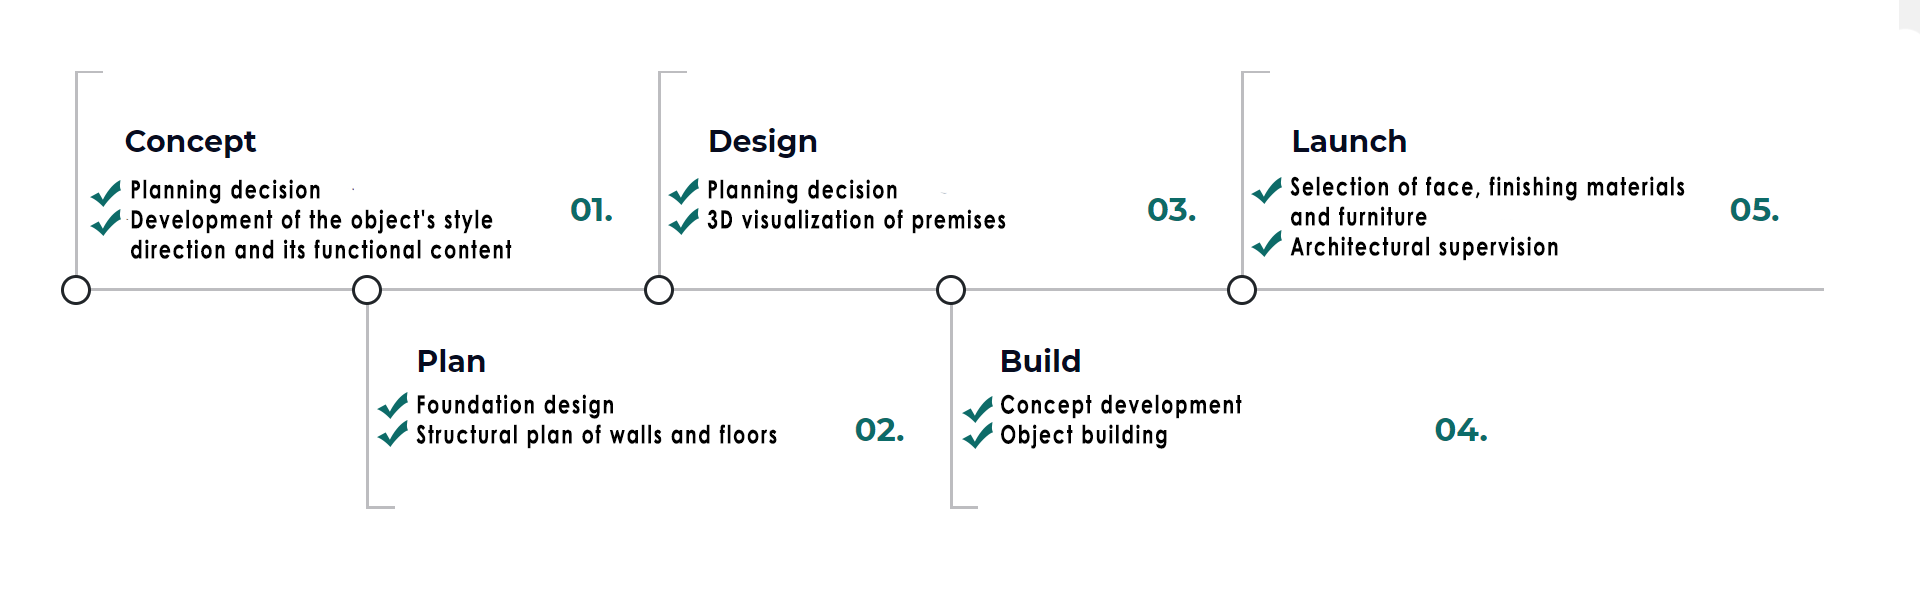 Concept
Planning decision
Development of the object's style
direction and its functional content
01.
Plan
Foundation design
Structural plan of walls and floors
02.
Design
Planning decision
3D visualization of premises
03.
Build
Concept development
Object building
04.
Launch
Selection of face, finishing materials
and furniture
Architectural supervision
05.